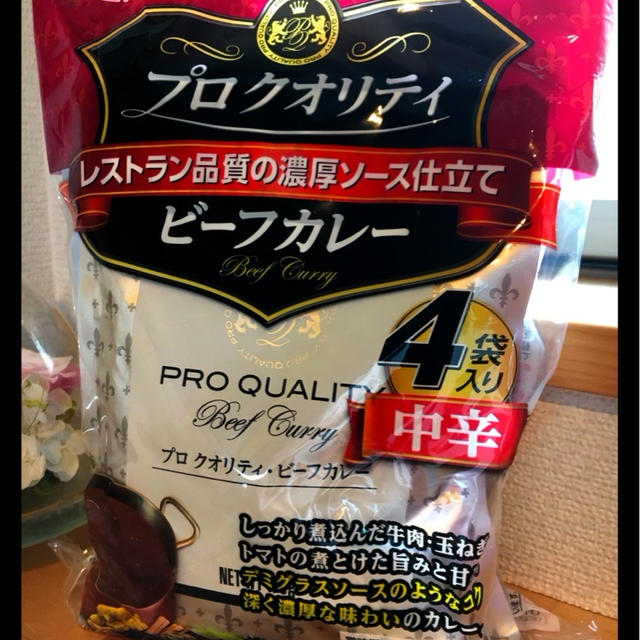 プロ クオリティ
レストラン品質の濃厚ソース仕立て
ビーフカレー
Beef Curry
4袋入り
中辛
PRO QUALITY
Beef Curry
プロ クオリティ・ビーフカレー
しっかり煮込んだ牛肉・玉ねぎ
トマトの煮とけた旨みと甘
デミグラスソースのようなコク
深く濃厚な味わいのカレー
NET